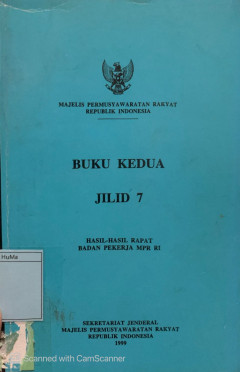 MAJELIS PERMUSYAWARATAN RAKYAT
REPUBLIK INDONESIA
BUKU KEDUA
JILID 7
HuMa
HASIL-HASIL RAPAT
BADAN PEKERJA MPR RI
SEKRETARIAT JENDERAL
MAJELIS PERMUSYAWARATAN RAKYAT
REPUBLIK INDONESIA
Scanned with CamScanner